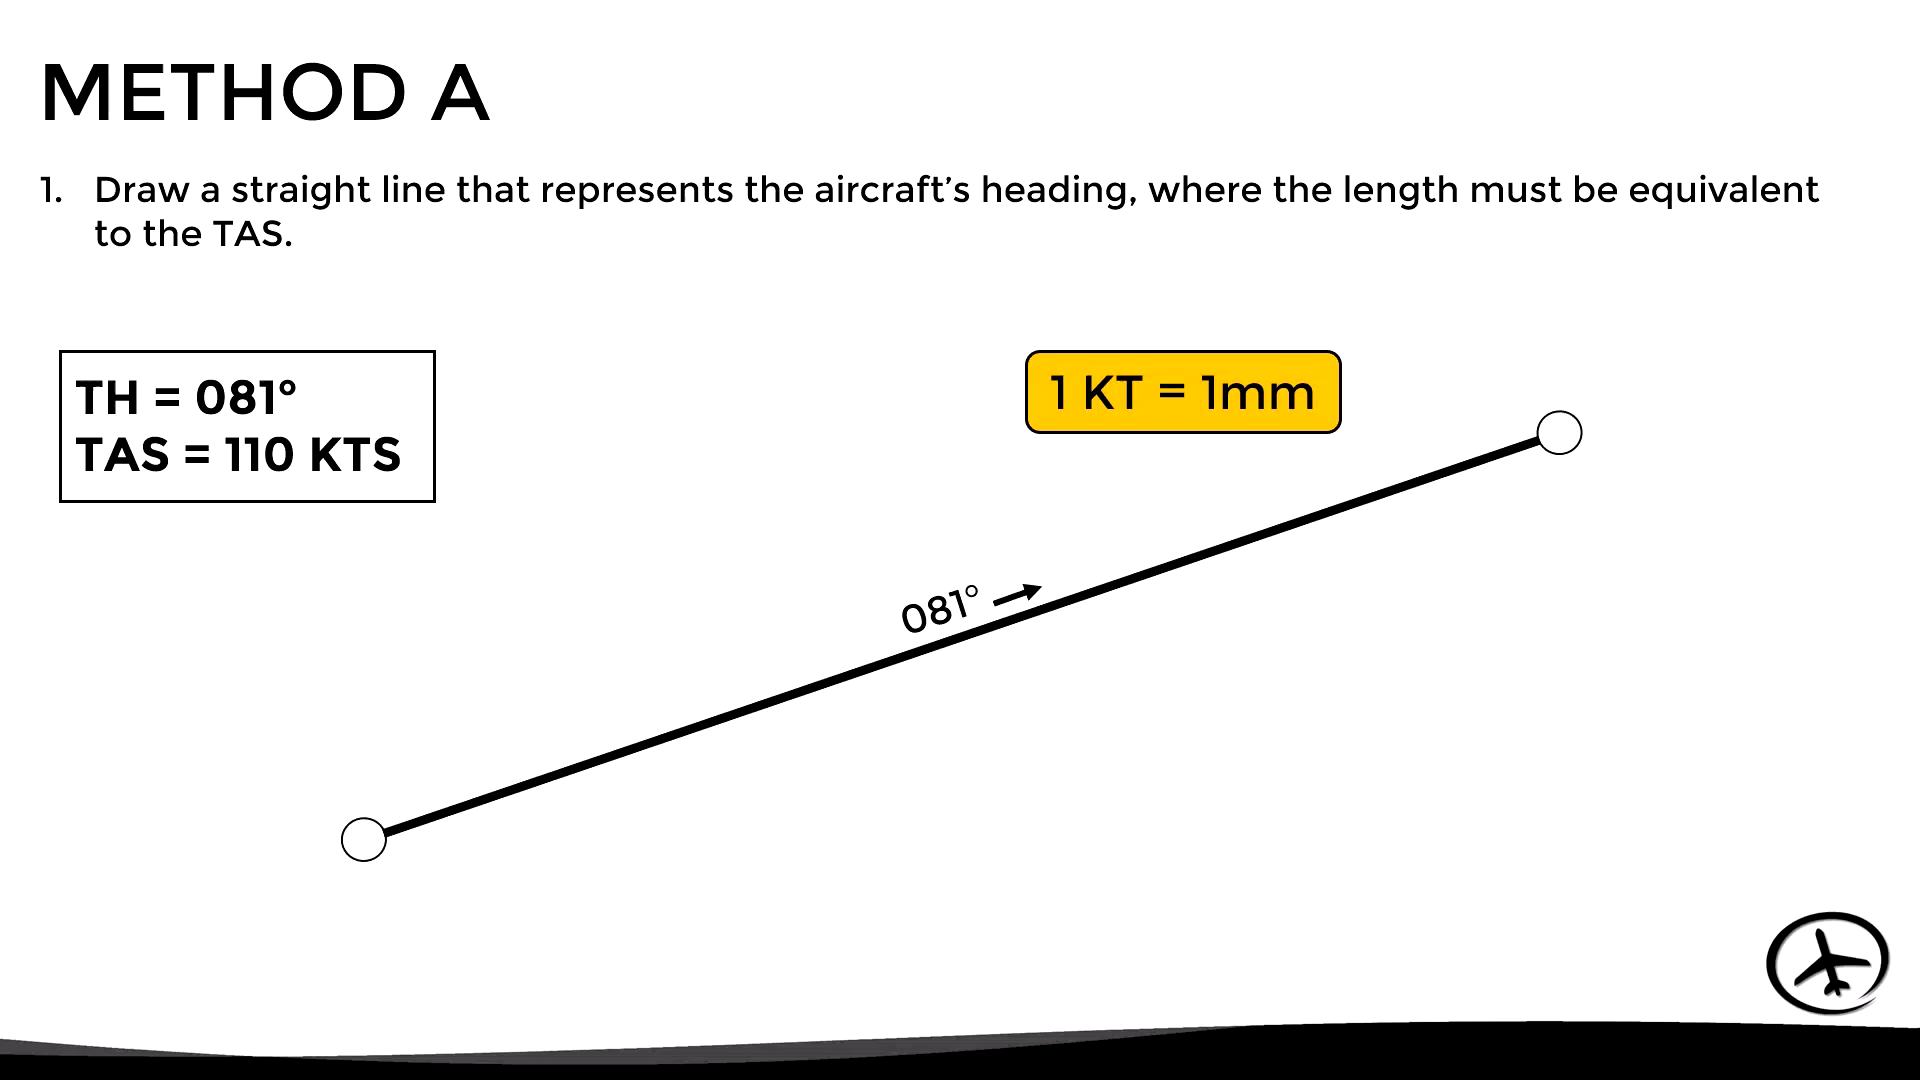 METHOD A
1. Draw a straight line that represents the aircraft’s heading, where the length must be equivalent
to the TAS.
TH = 081°
TAS = 110 KTS
1 KT = 1mm
081°